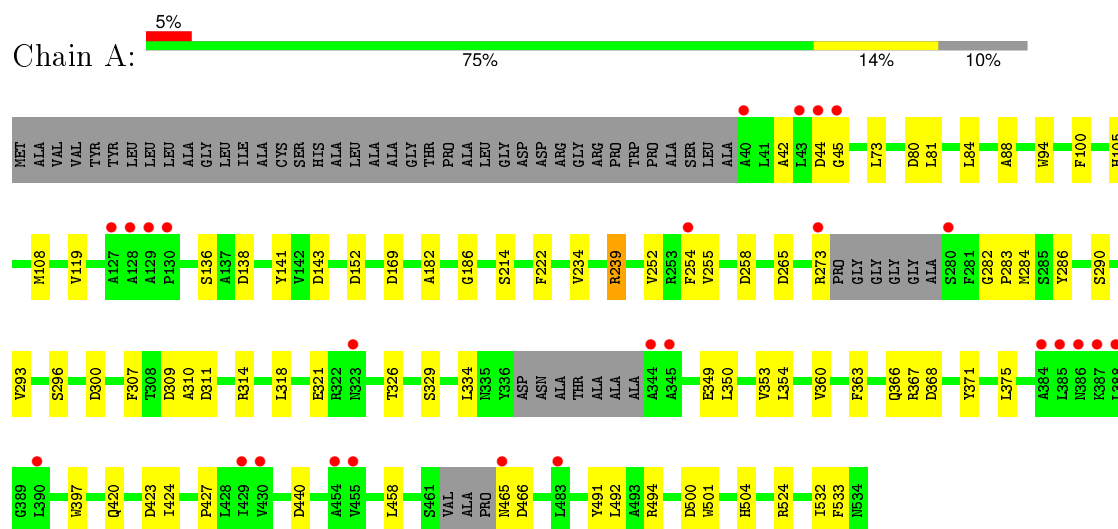 5%
Chain A:
75% 14% 10%
MET ALA VAL VAL TYR TYR LEU LEU LEU ALA GLY LEU ILE ALA CYS SER HIS ALA LEU ALA ALA GLY THR PRO ALA LEU GLY ASP ASP ARG GLY ARG PRO TRP PRO ALA SER LEU ALA A40 L41 A42 L43 D44 G45 L73 D80 L81 L84 A88 W94 F100 H105
M108 V119 A127 A128 A129 P130 S136 A137 D138 Y141 V142 D143 D152 D169 A182 G186 S214 F222 V234 R239 V252 R253 F254 V255 D258 D265 R273 PRO GLY GLY GLY GLY ALA S280 F281 G282 P283 M284 S285 Y286 S290
V293 S296 D300 F307 T308 D309 A310 D311 R314 L318 E321 R322 N323 T326 S329 L334 N335 Y336 ASP ASN ALA THR ALA ALA ALA A344 A345 E349 L350 V353 L354 V360 F363 Q366 R367 D368 Y371 L375 A384 L385 N386 K387 L388
G389 L390 W397 Q420 D423 I424 P427 L428 I429 V430 D440 A454 V455 L458 S461 VAL ALA PRO N465 D466 L483 Y491 L492 A493 R494 D500 W501 H504 R524 I532 F533 N534